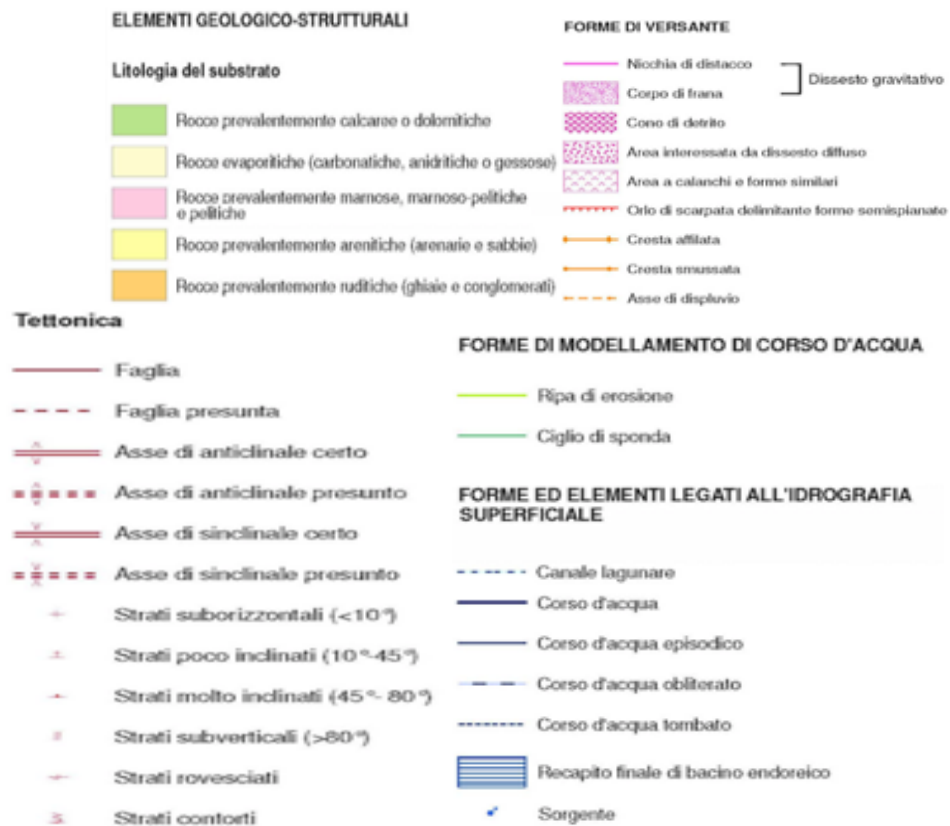 ELEMENTI GEOLOGICO-STRUTTURALI
Litologia del substrato
Rocce prevalentemente calcaree o dolomitiche
Rocce evaporitiche (carbonatiche, anidritiche o gessose)
Rocce prevalentemente marnose, marnoso-pelitiche
e pelitiche
Rocce prevalentemente arenitiche (arenarie e sabbie)
Rocce prevalentemente ruditiche (ghiaie e conglomerati)
FORME DI VERSANTE
Nicchia di distacco
Corpo di frana
Dissesto gravitativo
Cono di detrito
Area interessata da dissesto diffuso
Area a calanchi e forme similari
Orlo di scarpata delimitante forme semispianate
Cresta affilata
Cresta smussata
Asse di displuvio
Tettonica
Faglia
Faglia presunta
Asse di anticlinale certo
Asse di anticlinale presunto
Asse di sinclinale certo
Asse di sinclinale presunto
Strati suborizzontali (<10°)
Strati poco inclinati (10°-45°)
Strati molto inclinati (45°- 80°)
Strati subverticali (>80°)
Strati rovesciati
Strati contorti
FORME DI MODELLAMENTO DI CORSO D'ACQUA
Ripa di erosione
Ciglio di sponda
FORME ED ELEMENTI LEGATI ALL'IDROGRAFIA
SUPERFICIALE
Canale lagunare
Corso d'acqua
Corso d'acqua episodico
Corso d'acqua obliterato
Corso d'acqua tombato
Recapito finale di bacino endoreico
Sorgente